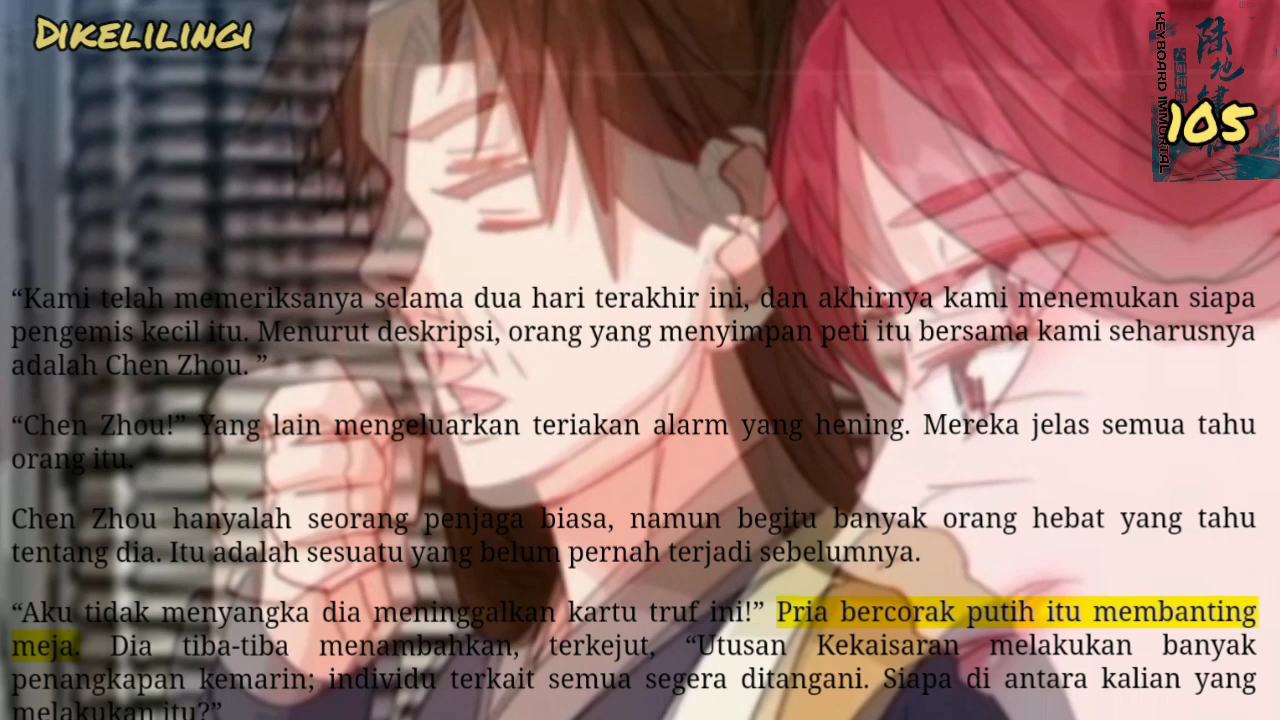 DIKELILINGI
KEYBOARD IMMORTAL
105
“Kami telah memeriksanya selama dua hari terakhir ini, dan akhirnya kami menemukan siapa
pengemis kecil itu. Menurut deskripsi, orang yang menyimpan peti itu bersama kami seharusnya
adalah Chen Zhou. ”
“Chen Zhou!” Yang lain mengeluarkan teriakan alarm yang hening. Mereka jelas semua tahu
orang itu.
Chen Zhou hanyalah seorang penjaga biasa, namun begitu banyak orang hebat yang tahu
tentang dia. Itu adalah sesuatu yang belum pernah terjadi sebelumnya.
“Aku tidak menyangka dia meninggalkan kartu truf ini!” Pria bercorak putih itu membanting
meja. Dia tiba-tiba menambahkan, terkejut, “Utusan Kekaisaran melakukan banyak
penangkapan kemarin; individu terkait semua segera ditangani. Siapa di antara kalian yang
melakukan itu?”